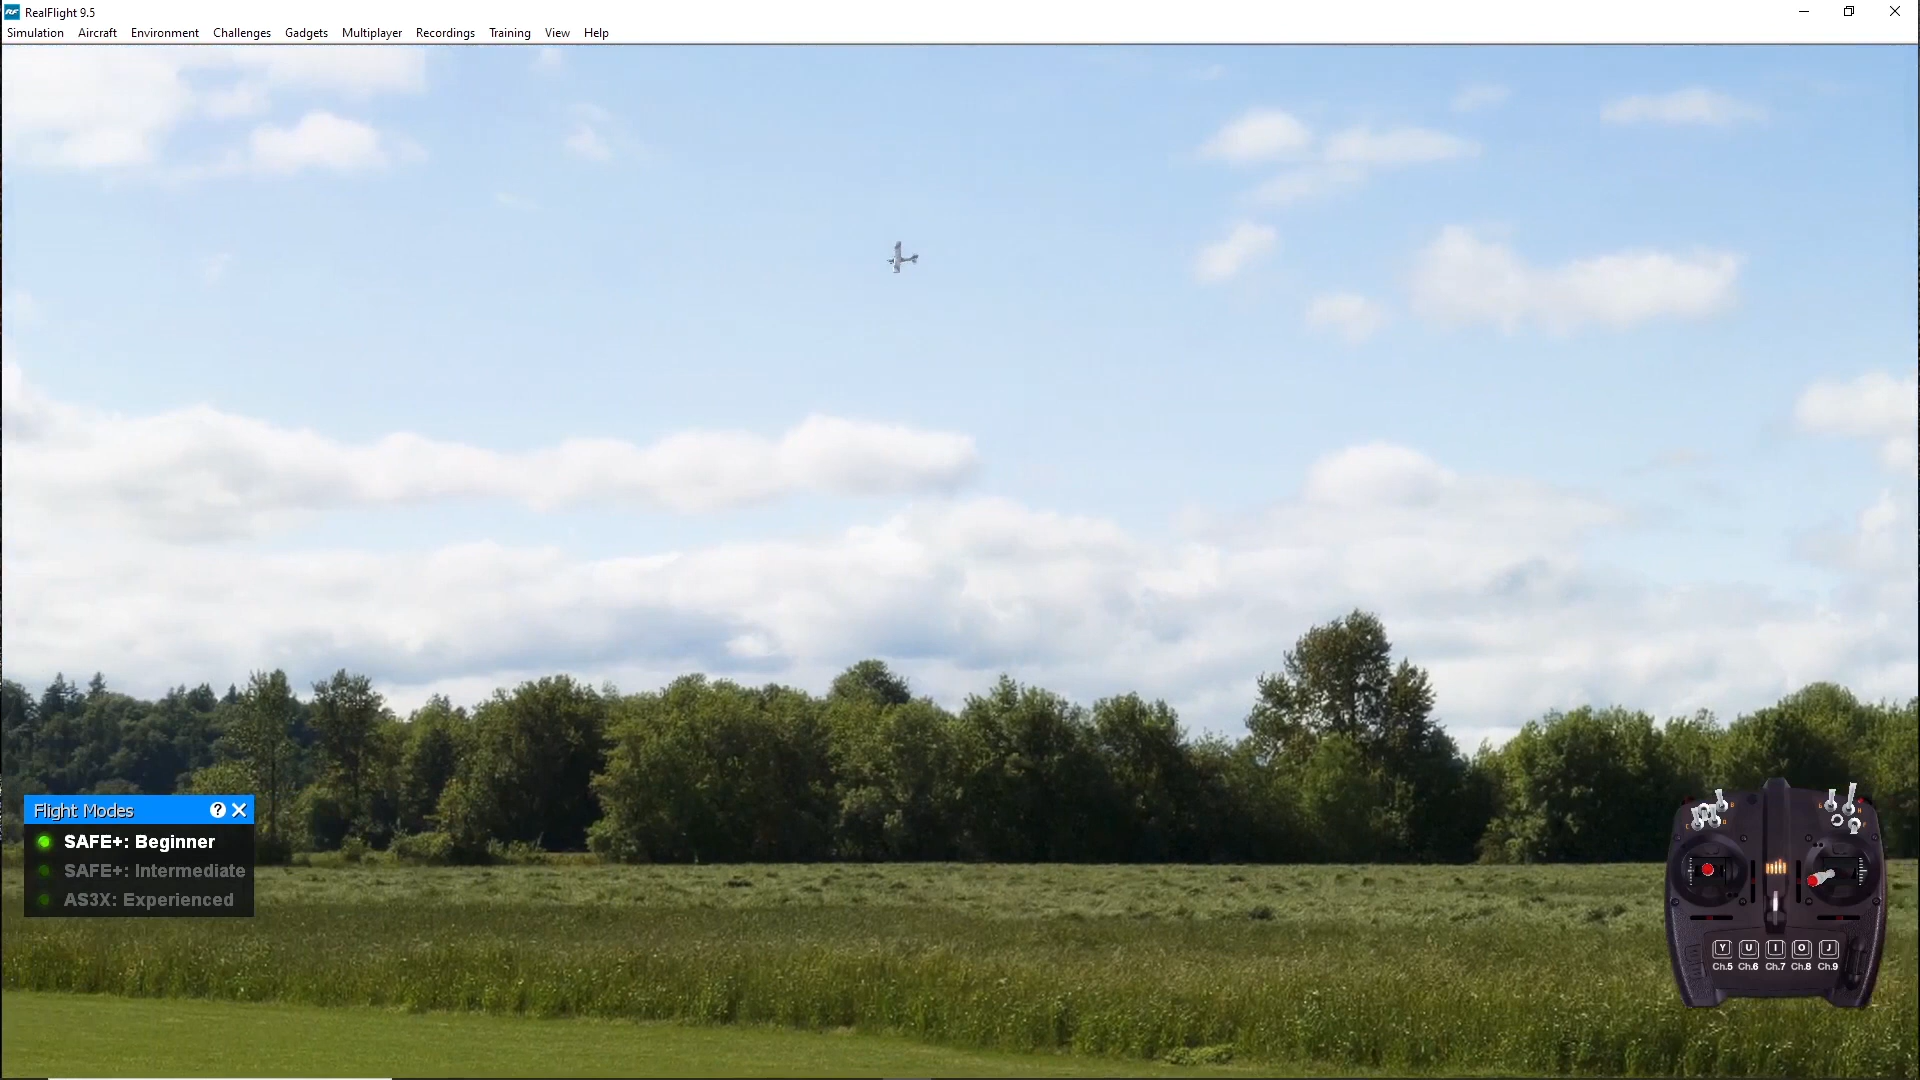 RF RealFlight 9.5
Simulation Aircraft Environment Challenges Gadgets Multiplayer Recordings Training View Help
Flight Modes ?
SAFE+: Beginner
SAFE+: Intermediate
AS3X: Experienced
Y U I O J
Ch.5 Ch.6 Ch.7 Ch.8 Ch.9